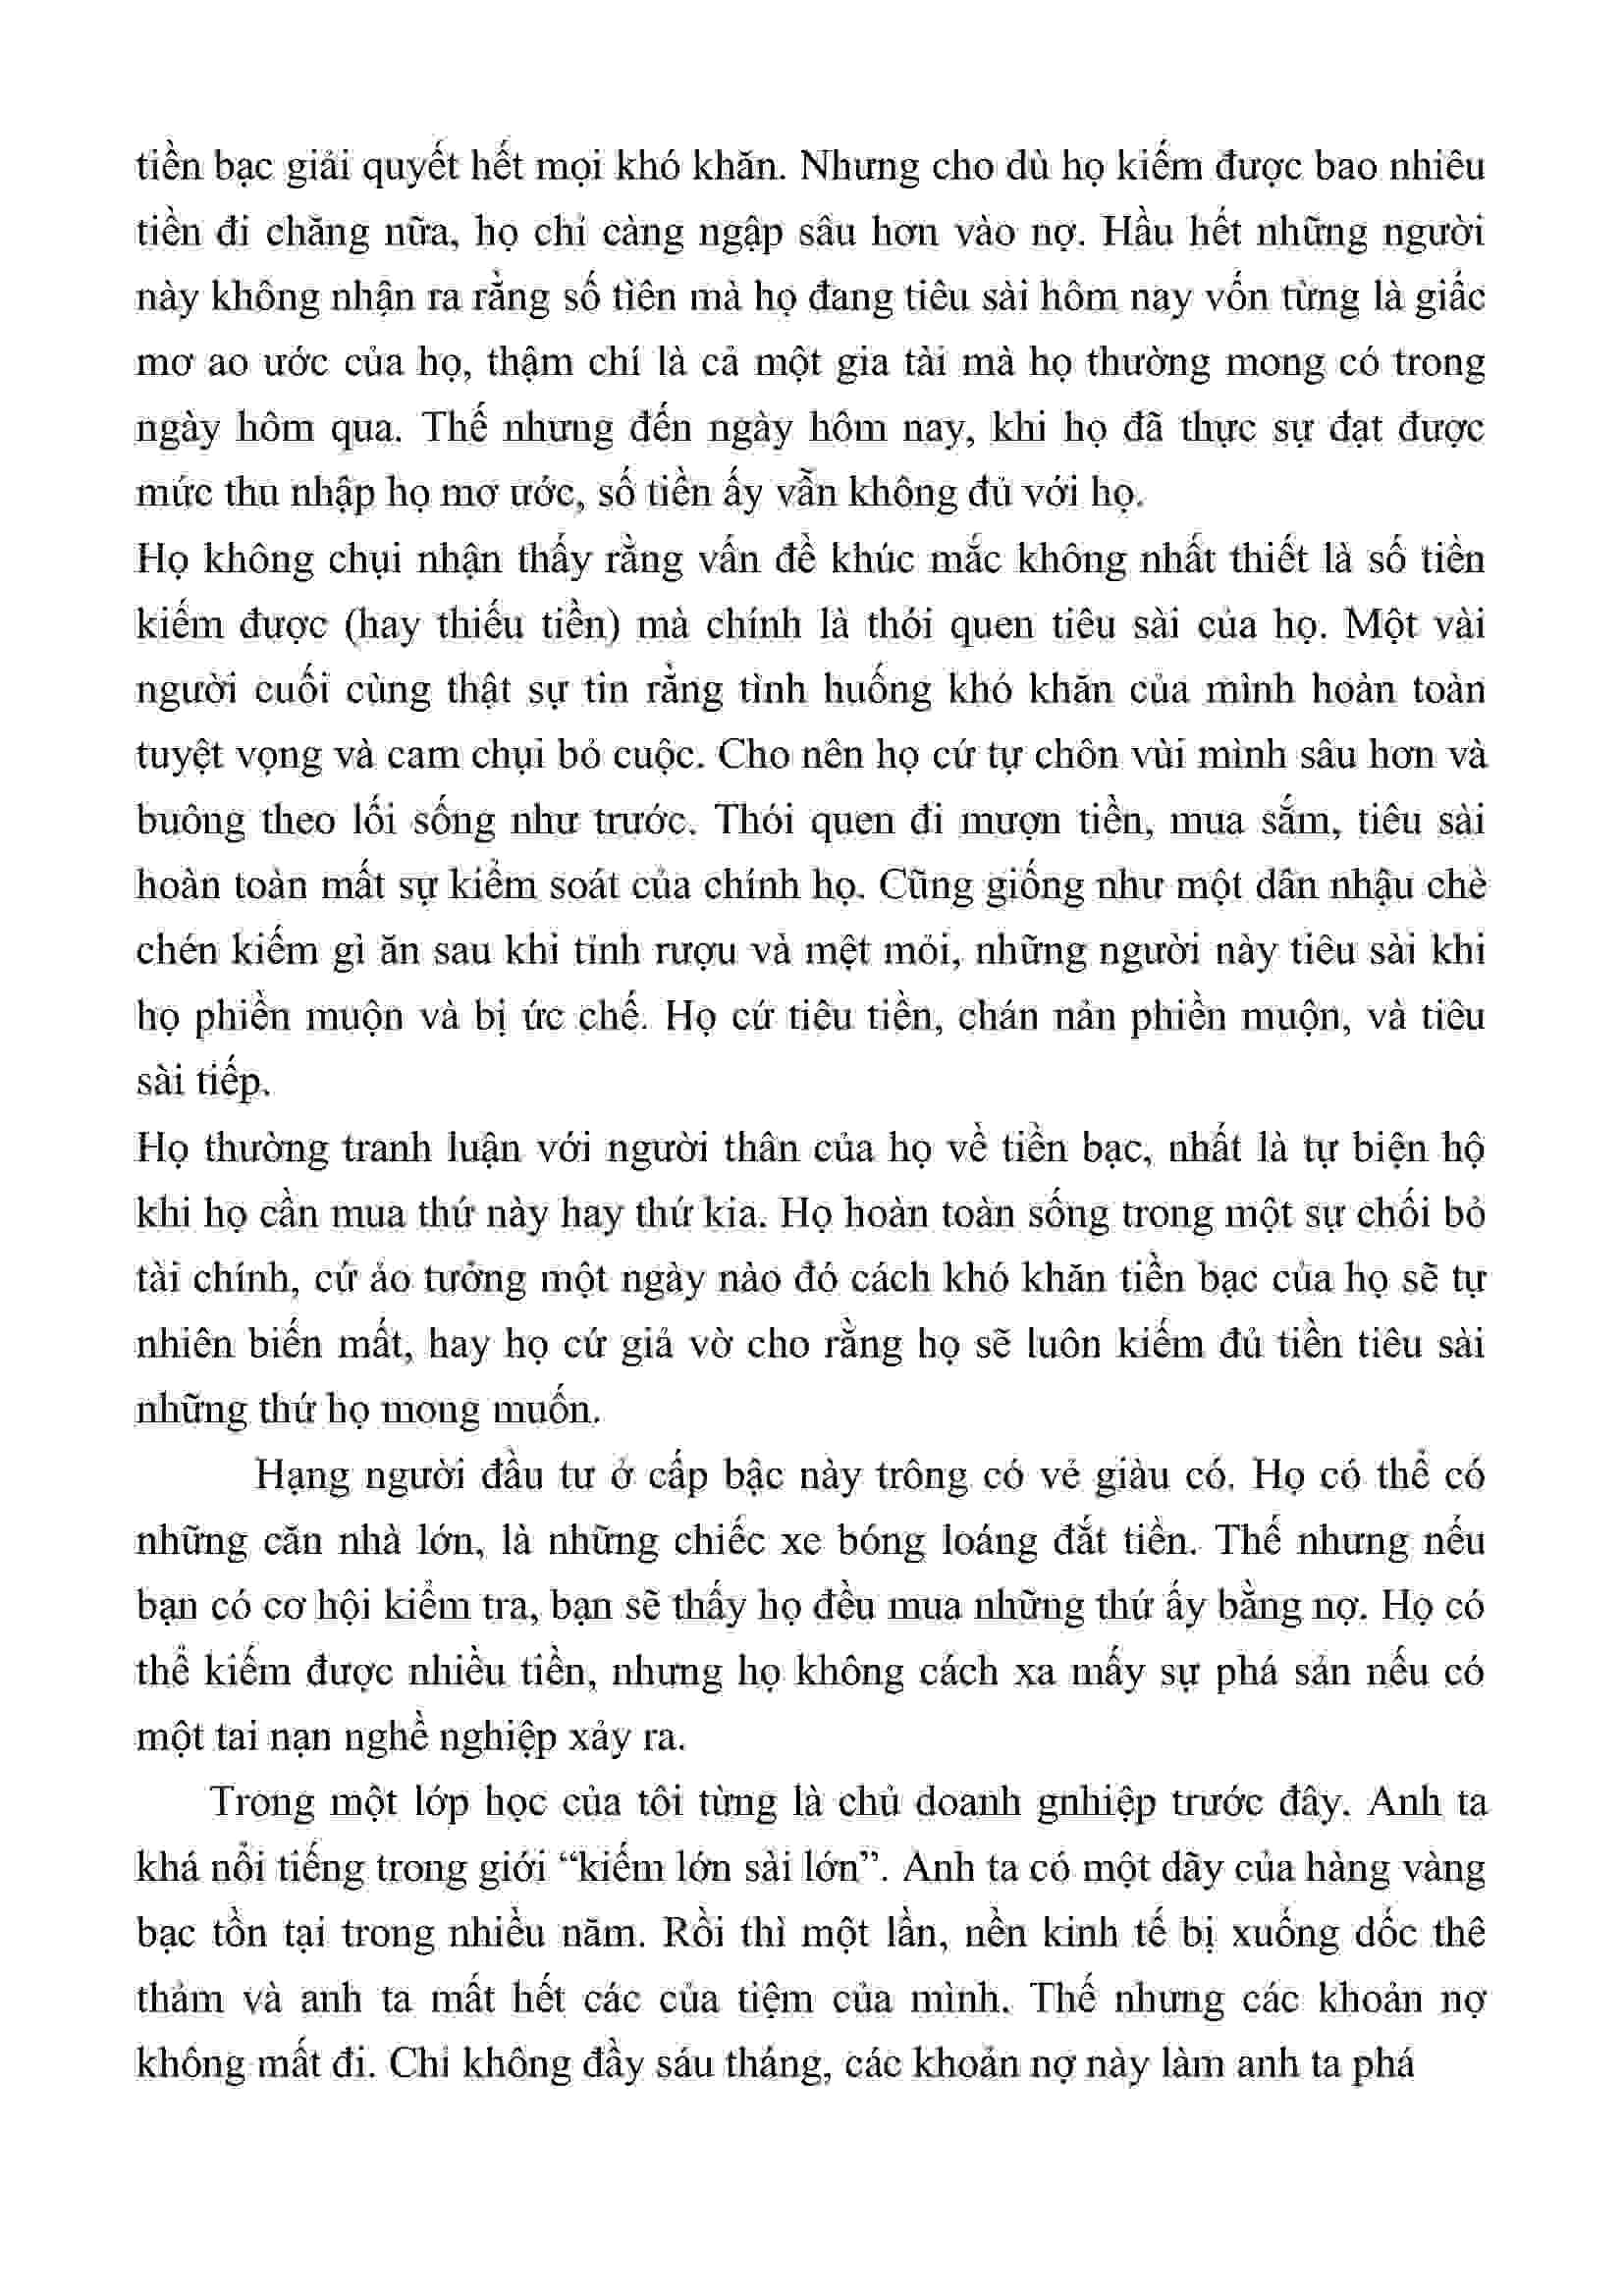 tiền bạc giải quyết hết mọi khó khăn. Nhưng cho dù họ kiếm được bao nhiêu
tiền đi chăng nữa, họ chỉ càng ngập sâu hơn vào nợ. Hầu hết những người
này không nhận ra rằng số tiền mà họ đang tiêu sài hôm nay vốn từng là giấc
mơ ao ước của họ, thậm chí là cả một gia tài mà họ thường mong có trong
ngày hôm qua. Thế nhưng đến ngày hôm nay, khi họ đã thực sự đạt được
mức thu nhập họ mơ ước, số tiền ấy vẫn không đủ với họ.
Họ không chụi nhận thấy rằng vấn đề khúc mắc không nhất thiết là số tiền
kiếm được (hay thiếu tiền) mà chính là thói quen tiêu sài của họ. Một vài
người cuối cùng thật sự tin rằng tình huống khó khăn của mình hoàn toàn
tuyệt vọng và cam chụi bỏ cuộc. Cho nên họ cứ tự chôn vùi mình sâu hơn và
buông theo lối sống như trước. Thói quen đi mượn tiền, mua sắm, tiêu sài
hoàn toàn mất sự kiểm soát của chính họ. Cũng giống như một dân nhậu chè
chén kiếm gì ăn sau khi tỉnh rượu và mệt mỏi, những người này tiêu sài khi
họ phiền muộn và bị ức chế. Họ cứ tiêu tiền, chán nản phiền muộn, và tiêu
sài tiếp.
Họ thường tranh luận với người thân của họ về tiền bạc, nhất là tự biện hộ
khi họ cần mua thứ này hay thứ kia. Họ hoàn toàn sống trong một sự chối bỏ
tài chính, cứ ảo tưởng một ngày nào đó cách khó khăn tiền bạc của họ sẽ tự
nhiên biến mất, hay họ cứ giả vờ cho rằng họ sẽ luôn kiếm đủ tiền tiêu sài
những thứ họ mong muốn.
Hạng người đầu tư ở cấp bậc này trông có vẻ giàu có. Họ có thể có
những căn nhà lớn, là những chiếc xe bóng loáng đắt tiền. Thế nhưng nếu
bạn có cơ hội kiểm tra, bạn sẽ thấy họ đều mua những thứ ấy bằng nợ. Họ có
thể kiếm được nhiều tiền, nhưng họ không cách xa mấy sự phá sản nếu có
một tai nạn nghề nghiệp xảy ra.
Trong một lớp học của tôi từng là chủ doanh gnhiệp trước đây. Anh ta
khá nổi tiếng trong giới “kiếm lớn sài lớn”. Anh ta có một dãy của hàng vàng
bạc tồn tại trong nhiều năm. Rồi thì một lần, nền kinh tế bị xuống dốc thê
thảm và anh ta mất hết các của tiệm của mình. Thế nhưng các khoản nợ
không mất đi. Chỉ không đầy sáu tháng, các khoản nợ này làm anh ta phá